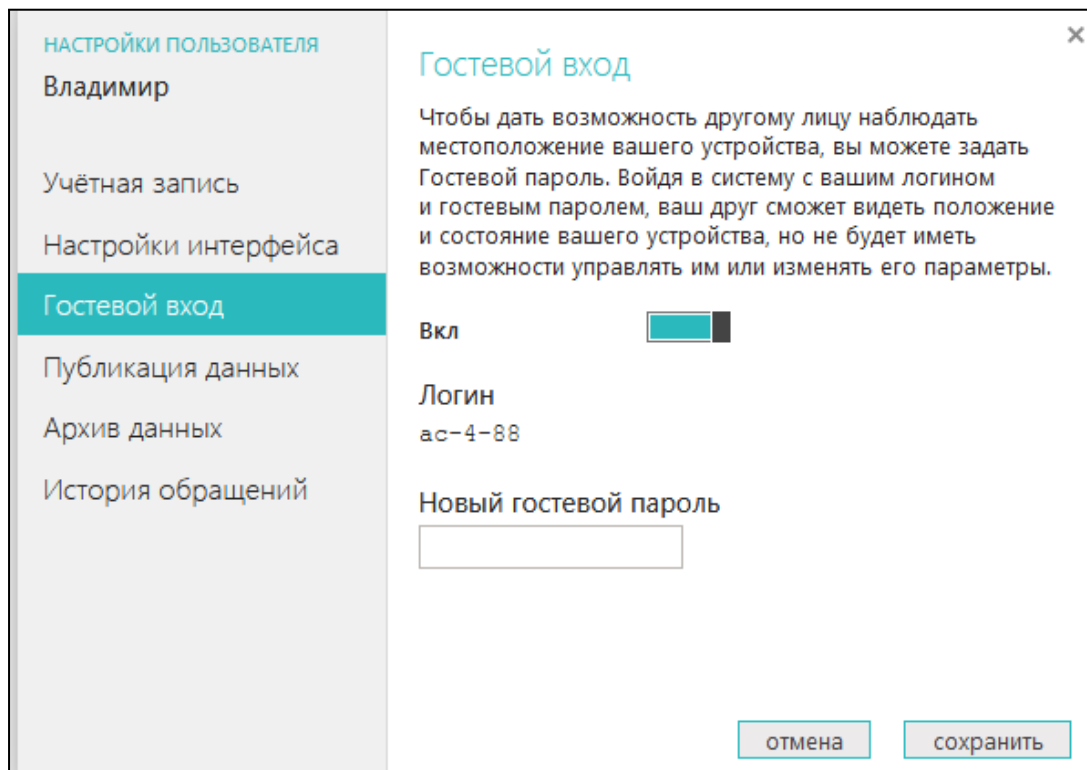 НАСТРОЙКИ ПОЛЬЗОВАТЕЛЯ
Владимир
Учётная запись
Настройки интерфейса
Гостевой вход
Публикация данных
Архив данных
История обращений
Гостевой вход
Чтобы дать возможность другому лицу наблюдать
местоположение вашего устройства, вы можете задать
Гостевой пароль. Войдя в систему с вашим логином
и гостевым паролем, ваш друг сможет видеть положение
и состояние вашего устройства, но не будет иметь
возможности управлять им или изменять его параметры.
Вкл
Логин
ac-4-88
Новый гостевой пароль
отмена
сохранить